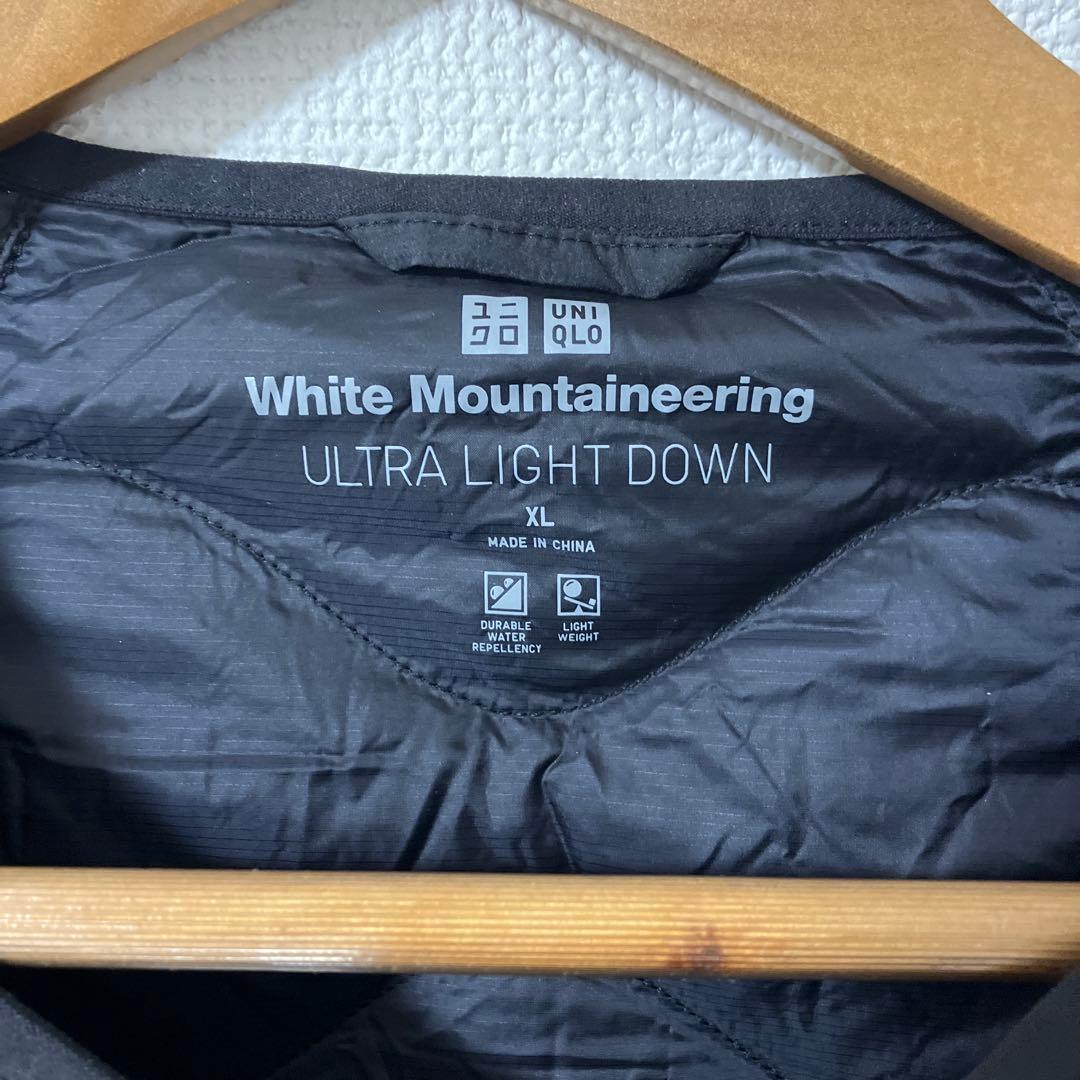 ユニ UNI
クロ QLO
White Mountaineering
ULTRA LIGHT DOWN
XL
MADE IN CHINA
DURABLE WATER REPELLENCY
LIGHT WEIGHT